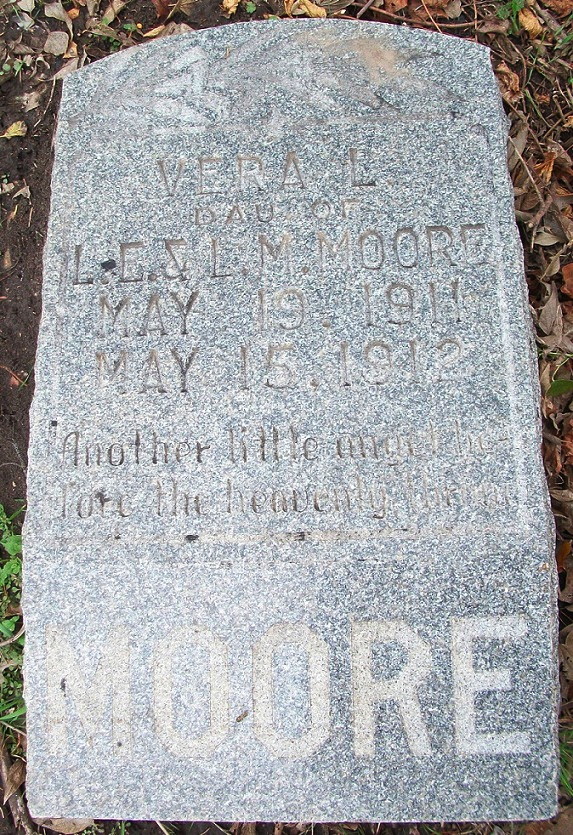 VERA L.
DAU. OF
L.E. & L.M. MOORE
MAY 19. 1911
MAY 15. 1912
Another little angel be-
fore the heavenly throne
MOORE